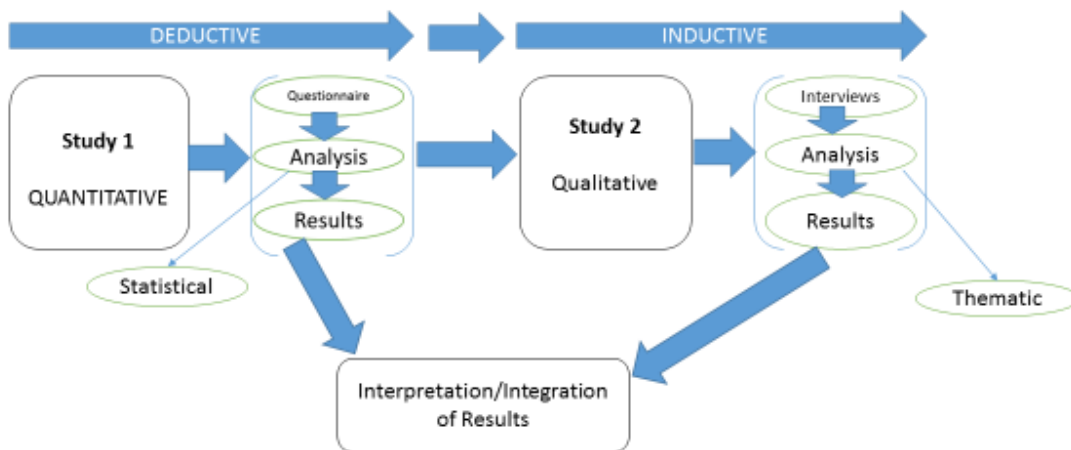 DEDUCTIVE
INDUCTIVE
Study 1
QUANTITATIVE
Questionnaire
Analysis
Results
Statistical
Study 2
Qualitative
Interviews
Analysis
Results
Thematic
Interpretation/Integration
of Results